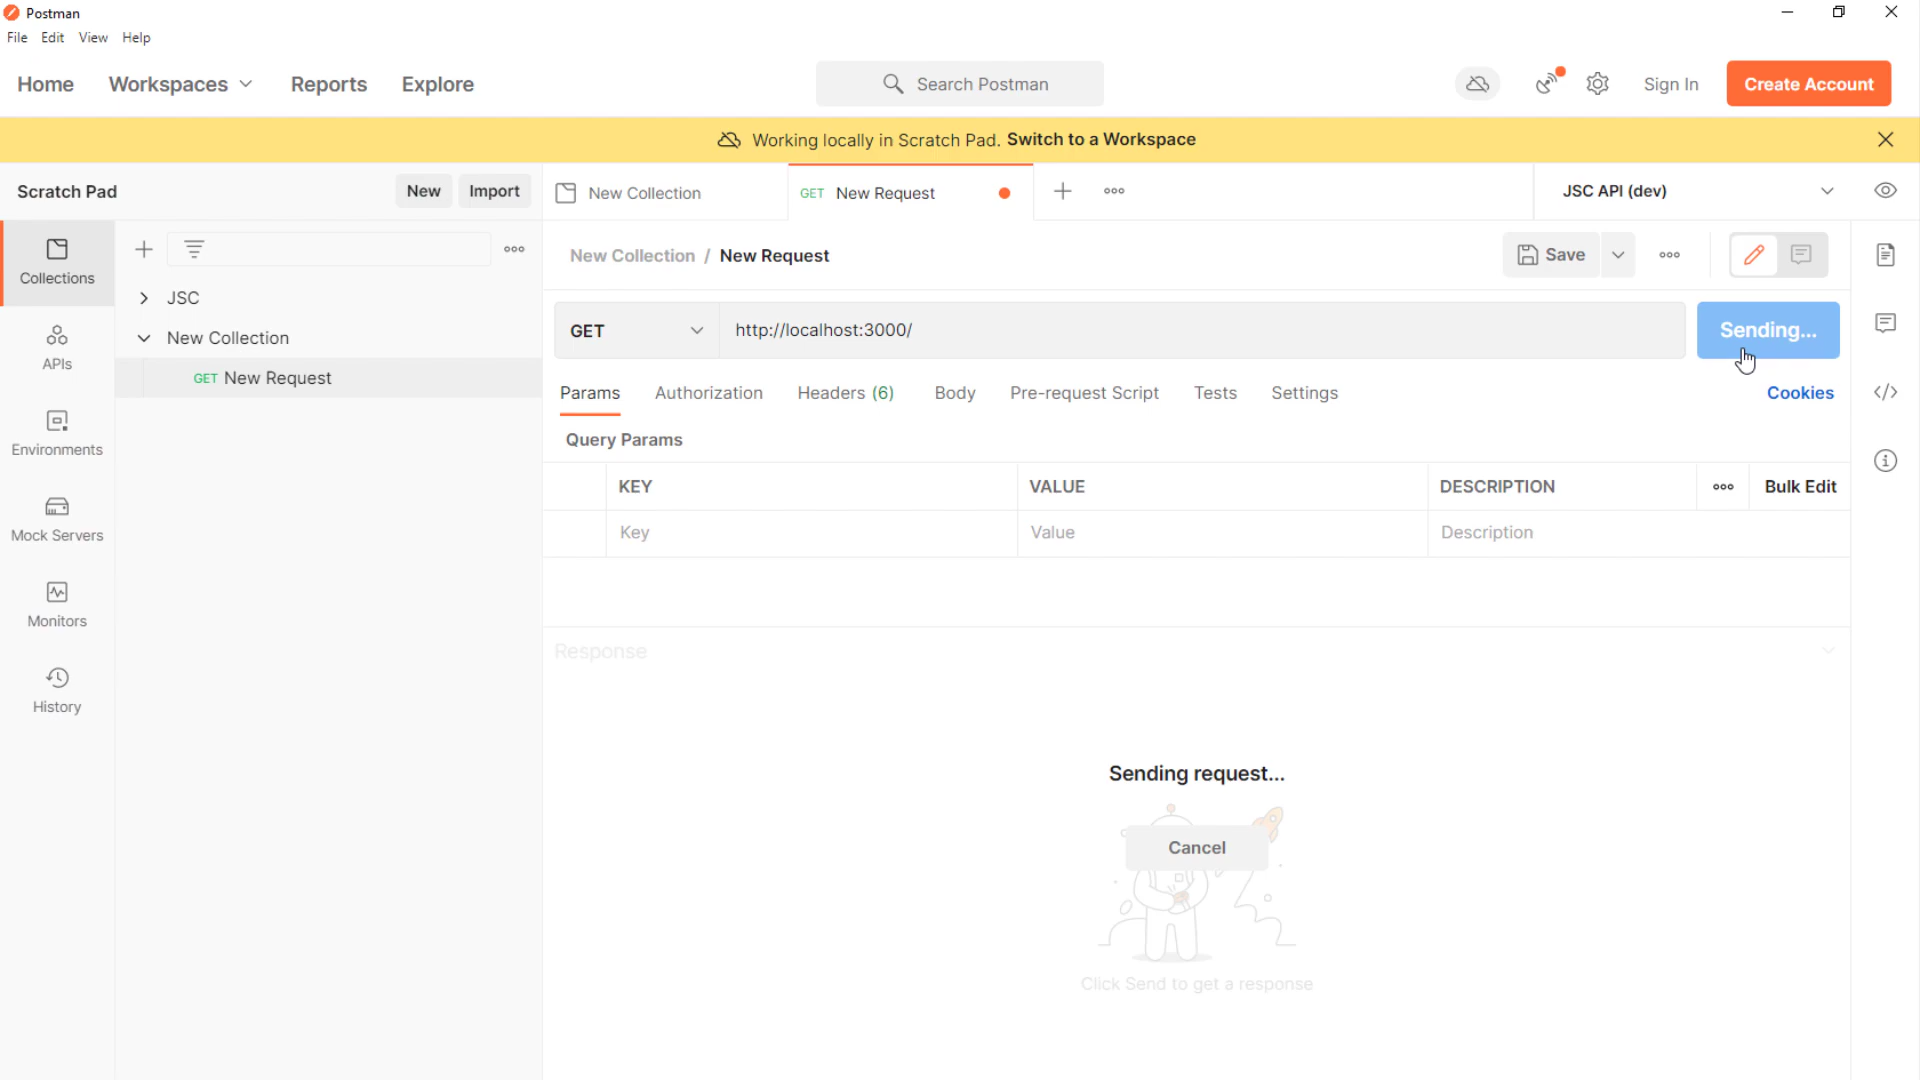 Postman
File Edit View Help
Home Workspaces Reports Explore Search Postman Sign In Create Account
Working locally in Scratch Pad. Switch to a Workspace
Scratch Pad New Import New Collection GET New Request JSC API (dev)
Collections
New Collection / New Request Save
JSC
New Collection
GET New Request
GET http://localhost:3000/ Sending...
APIs
Params Authorization Headers (6) Body Pre-request Script Tests Settings Cookies
Environments
Query Params
KEY VALUE DESCRIPTION Bulk Edit
Key Value Description
Mock Servers
Monitors
Response
History
Sending request...
Cancel
Click Send to get a response